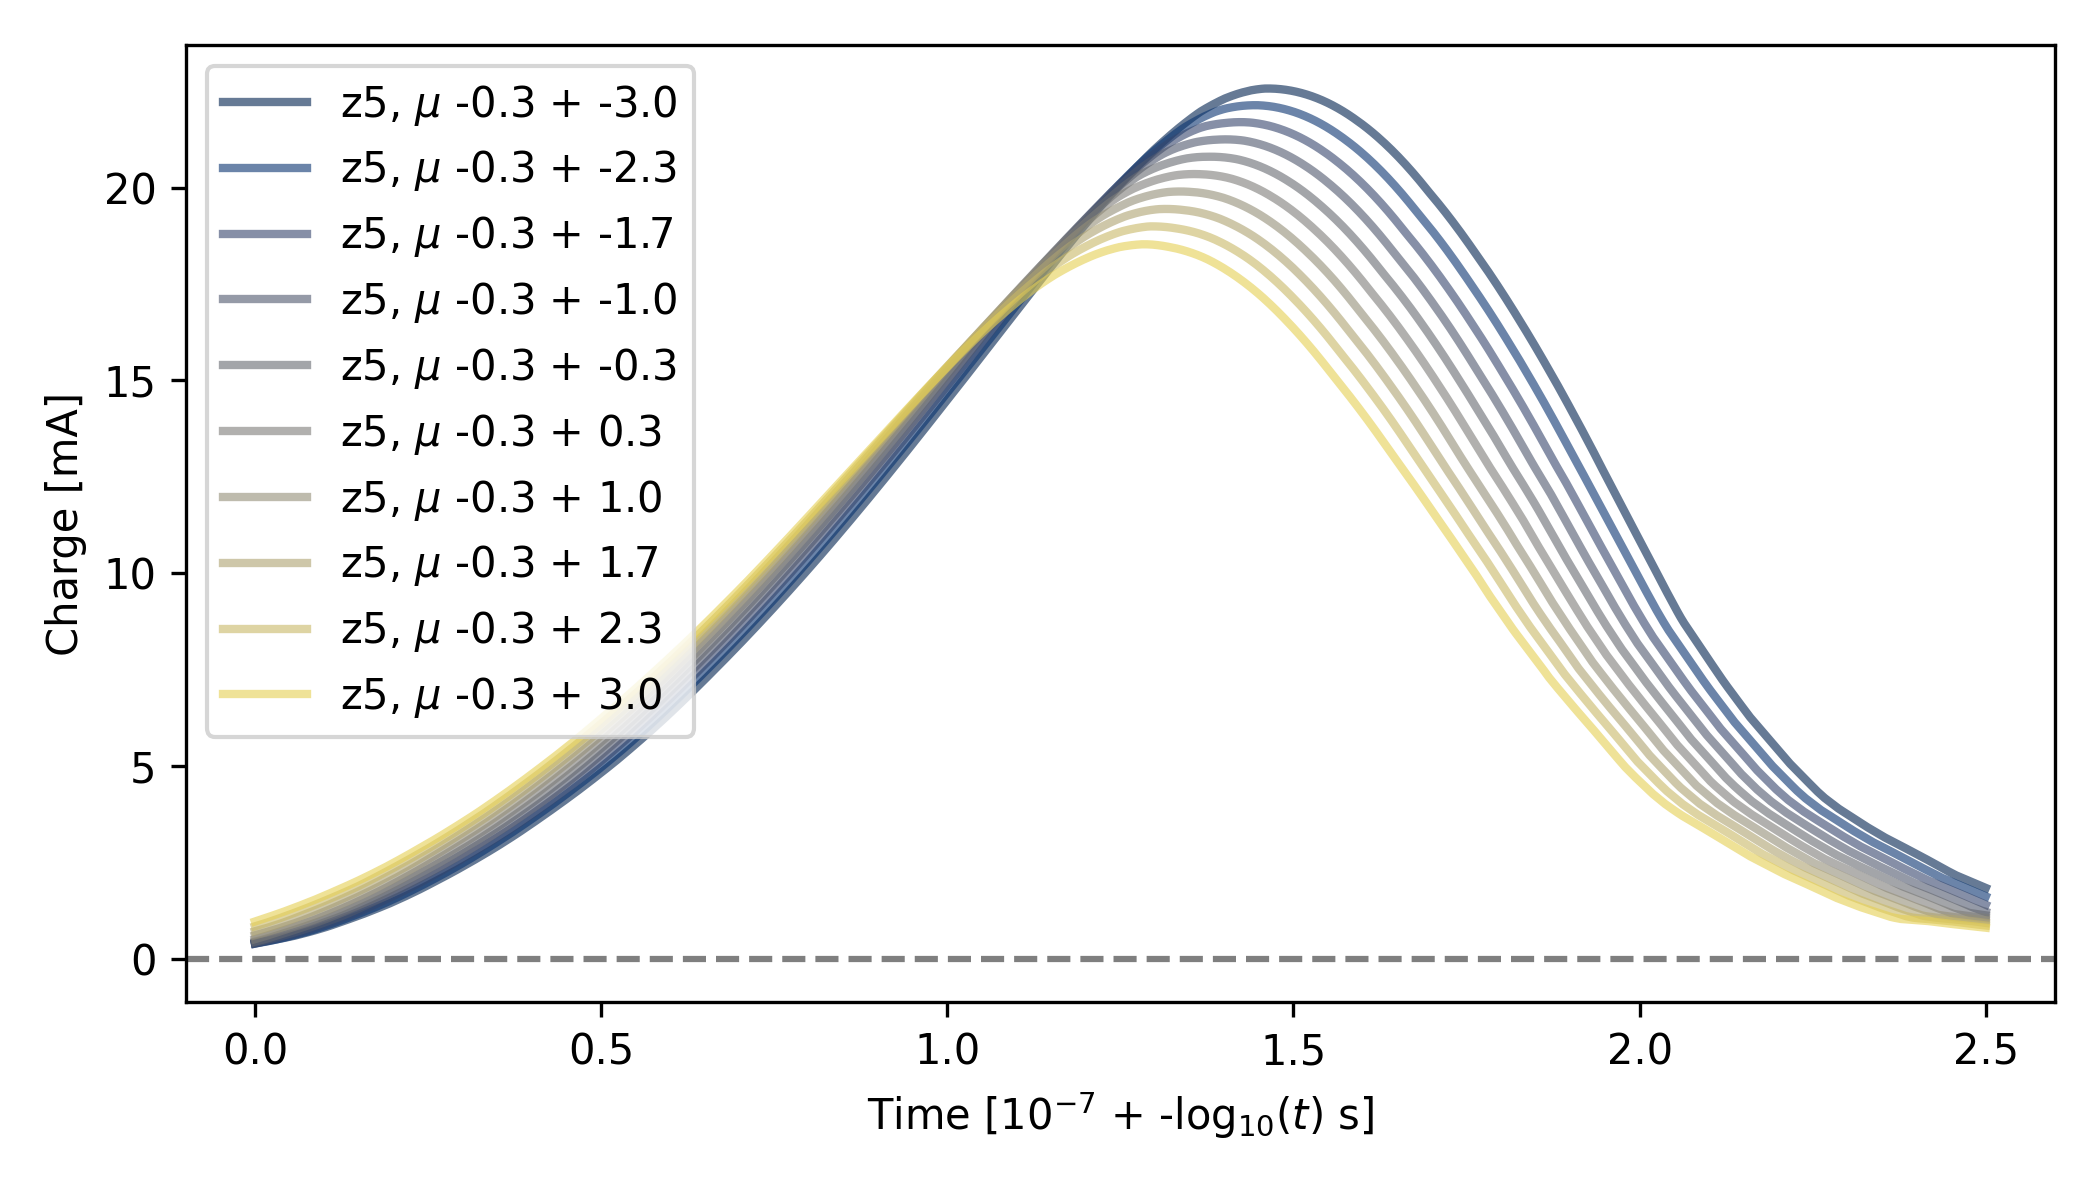 z5, μ -0.3 + -3.0
z5, μ -0.3 + -2.3
z5, μ -0.3 + -1.7
z5, μ -0.3 + -1.0
z5, μ -0.3 + -0.3
z5, μ -0.3 + 0.3
z5, μ -0.3 + 1.0
z5, μ -0.3 + 1.7
z5, μ -0.3 + 2.3
z5, μ -0.3 + 3.0
Charge [mA]
20
15
10
5
0
0.0 0.5 1.0 1.5 2.0 2.5
Time [10⁻⁷ + -log₁₀(t) s]